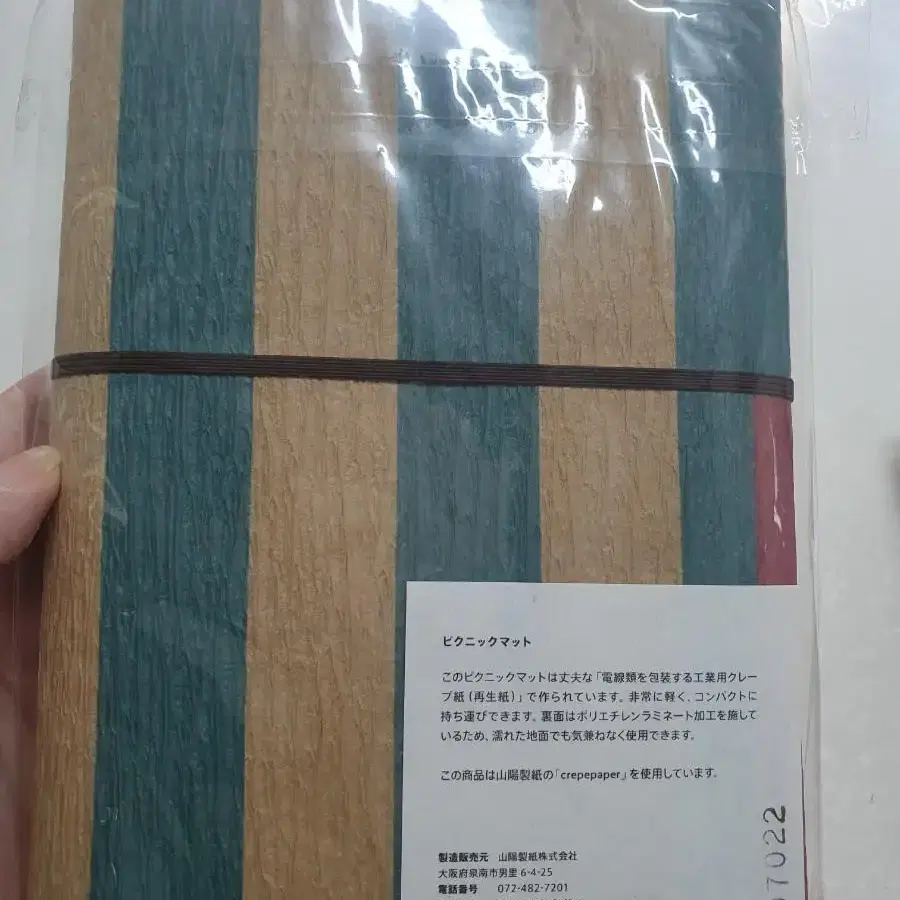 ピクニックマット
このピクニックマットは丈夫な「電線類を包装する工業用クレー
プ紙(再生紙)」で作られています。非常に軽く、コンパクトに
持ち運びできます。裏面はポリエチレンラミネート加工を施して
いるため、濡れた地面でも気兼ねなく使用できます。
この商品は山陽製紙の「crepepaper」を使用しています。
製造販売元 山陽製紙株式会社
大阪府泉南市男里 6-4-25
電話番号 072-482-7201
7022